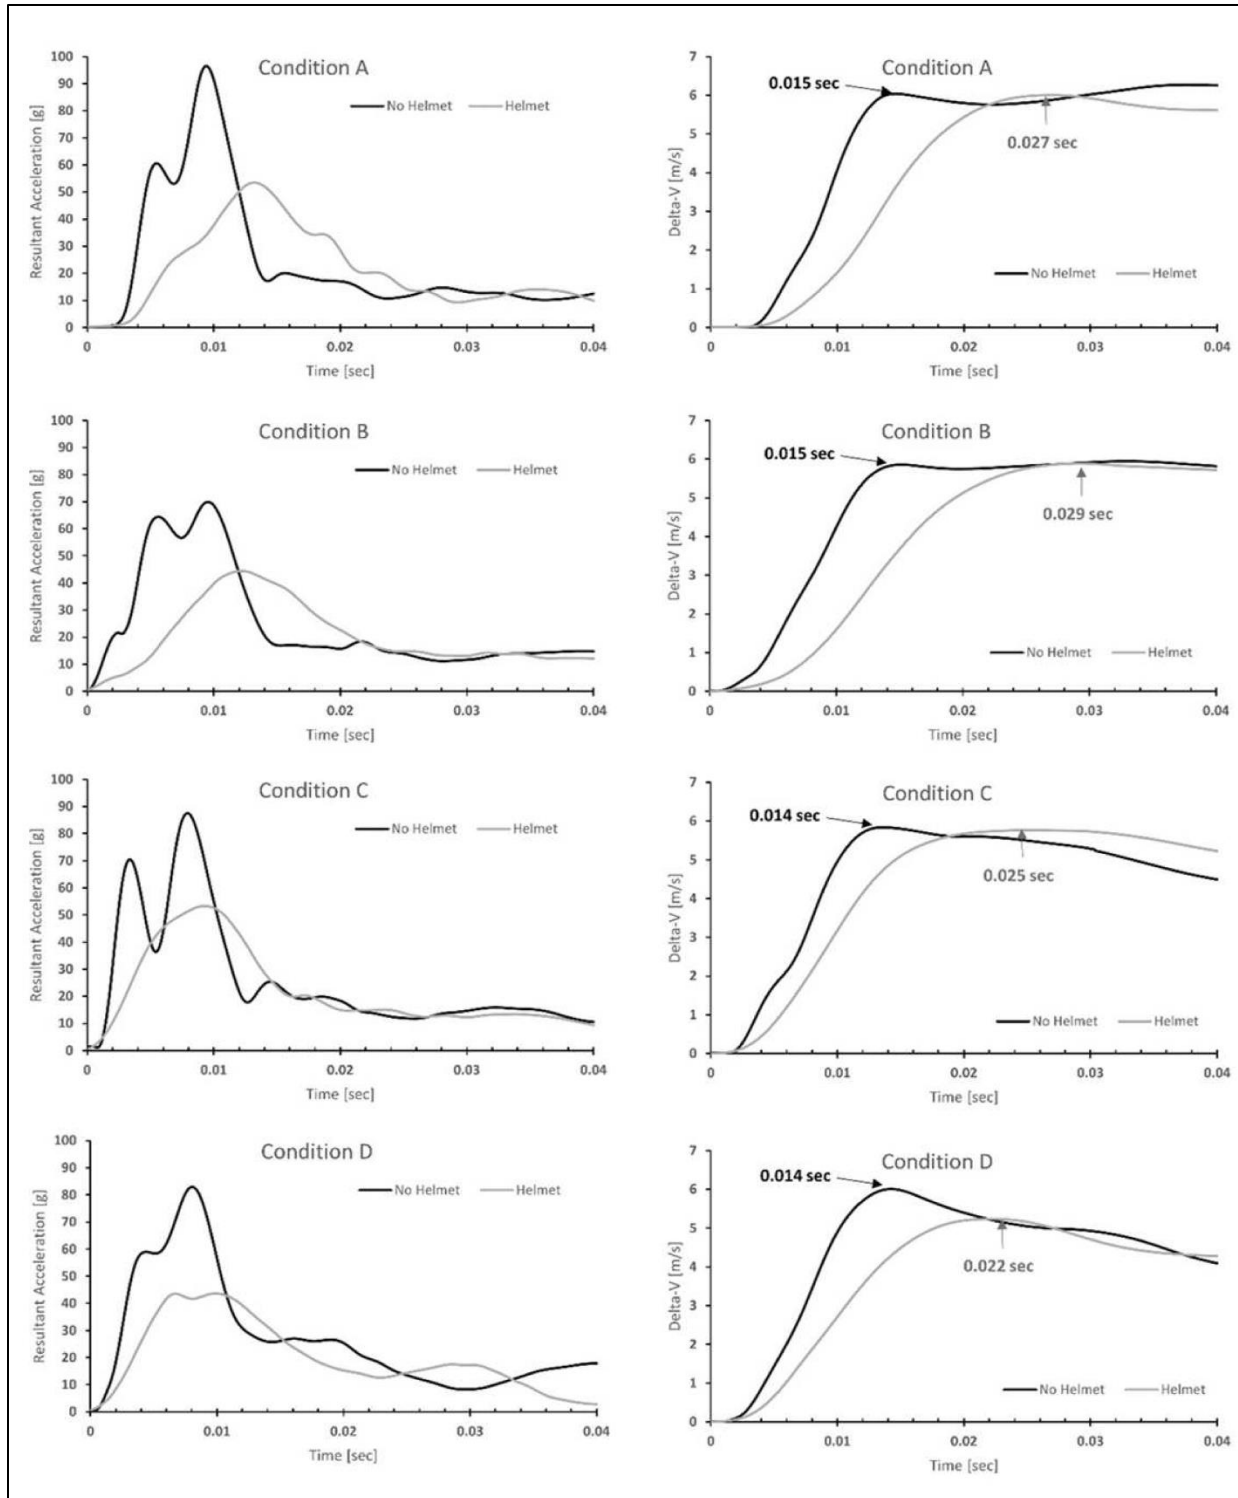 Condition A
Resultant Acceleration [g]
100
90
80
70
60
50
40
30
20
10
0
No Helmet
Helmet
0 0.01 0.02 0.03 0.04
Time [sec]
Condition A
Delta-V [m/s]
7
6
5
4
3
2
1
0
0.015 sec
0.027 sec
No Helmet
Helmet
0 0.01 0.02 0.03 0.04
Time [sec]
Condition B
Resultant Acceleration [g]
100
90
80
70
60
50
40
30
20
10
0
No Helmet
Helmet
0 0.01 0.02 0.03 0.04
Time [sec]
Condition B
Delta-V [m/s]
7
6
5
4
3
2
1
0
0.015 sec
0.029 sec
No Helmet
Helmet
0 0.01 0.02 0.03 0.04
Time [sec]
Condition C
Resultant Acceleration [g]
100
90
80
70
60
50
40
30
20
10
0
No Helmet
Helmet
0 0.01 0.02 0.03 0.04
Time [sec]
Condition C
Delta-V [m/s]
7
6
5
4
3
2
1
0
0.014 sec
0.025 sec
No Helmet
Helmet
0 0.01 0.02 0.03 0.04
Time [sec]
Condition D
Resultant Acceleration [g]
100
90
80
70
60
50
40
30
20
10
0
No Helmet
Helmet
0 0.01 0.02 0.03 0.04
Time [sec]
Condition D
Delta-V [m/s]
7
6
5
4
3
2
1
0
0.014 sec
0.022 sec
No Helmet
Helmet
0 0.01 0.02 0.03 0.04
Time [sec]